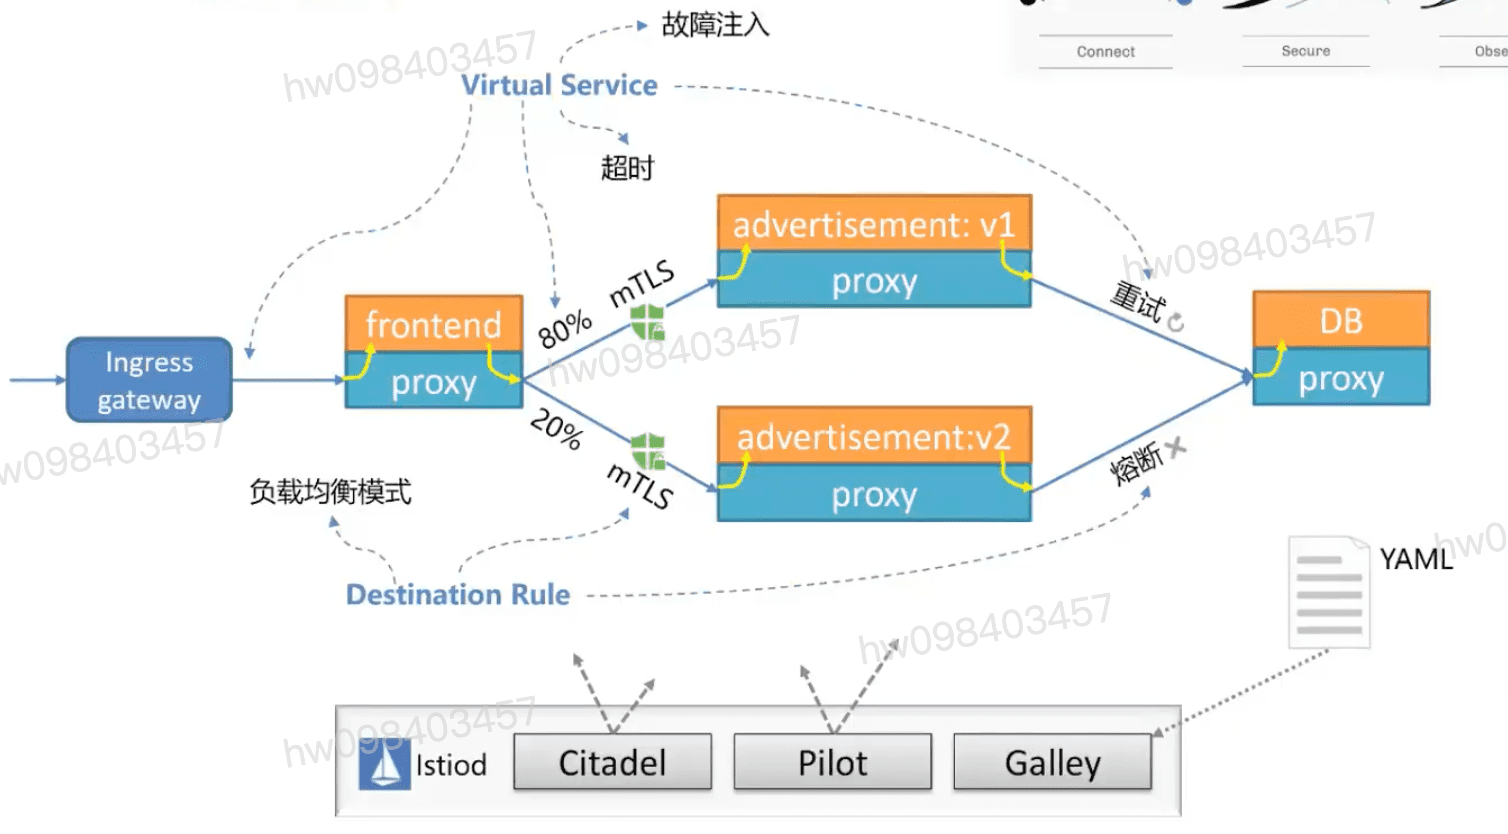 故障注入
Connect
Secure
Obse
hw098403457
Virtual Service
超时
advertisement: v1
proxy
hw098403457
mTLS
80%
重试
frontend
proxy
hw098403457
DB
proxy
Ingress
gateway
20%
mTLS
advertisement:v2
proxy
熔断
w098403457
负载均衡模式
Destination Rule
YAML
hw0
hw098403457
hw098403457
Istiod
Citadel
Pilot
Galley